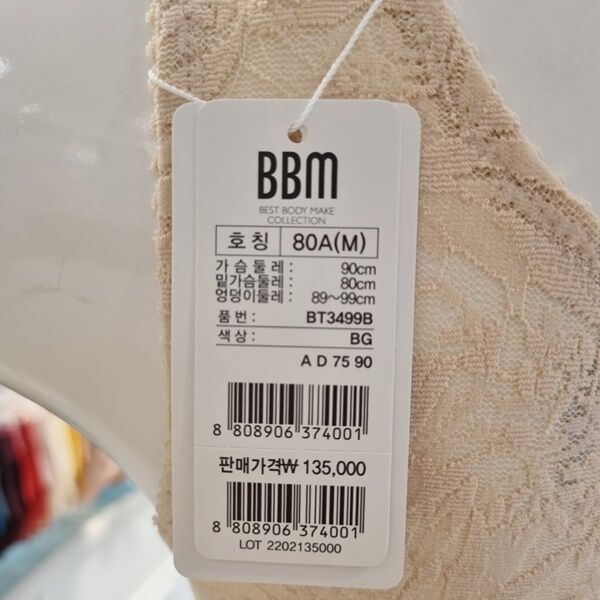 BBM
BEST BODY MAKE
COLLECTION
호칭 80A(M)
가슴둘레: 90cm
밑가슴둘레: 80cm
엉덩이둘레: 89~99cm
품번: BT3499B
색상: BG
A D 75 90
8 808906 374001
판매가격₩ 135,000
8 808906 374001
LOT 2202135000